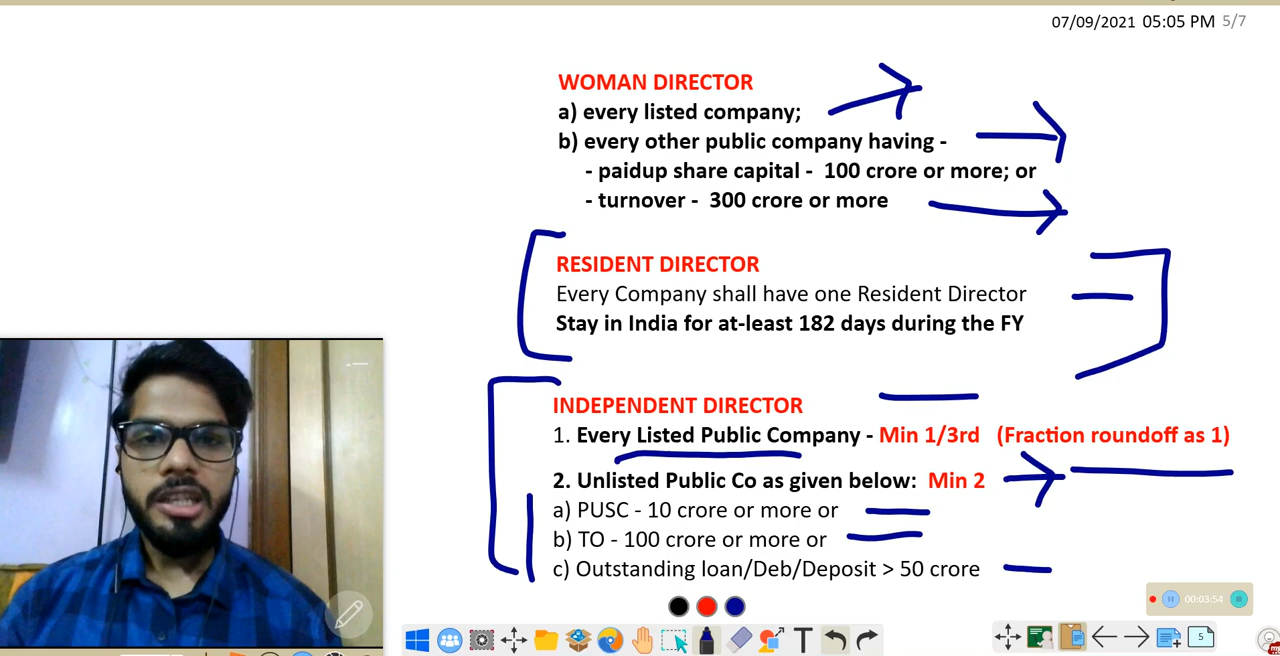 07/09/2021 05:05 PM 5/7
WOMAN DIRECTOR
a) every listed company;
b) every other public company having -
- paidup share capital - 100 crore or more; or
- turnover - 300 crore or more
RESIDENT DIRECTOR
Every Company shall have one Resident Director
Stay in India for at-least 182 days during the FY
INDEPENDENT DIRECTOR
1. Every Listed Public Company - Min 1/3rd (Fraction roundoff as 1)
2. Unlisted Public Co as given below: Min 2
a) PUSC - 10 crore or more or
b) TO - 100 crore or more or
c) Outstanding loan/Deb/Deposit > 50 crore
00:03:54
T
5